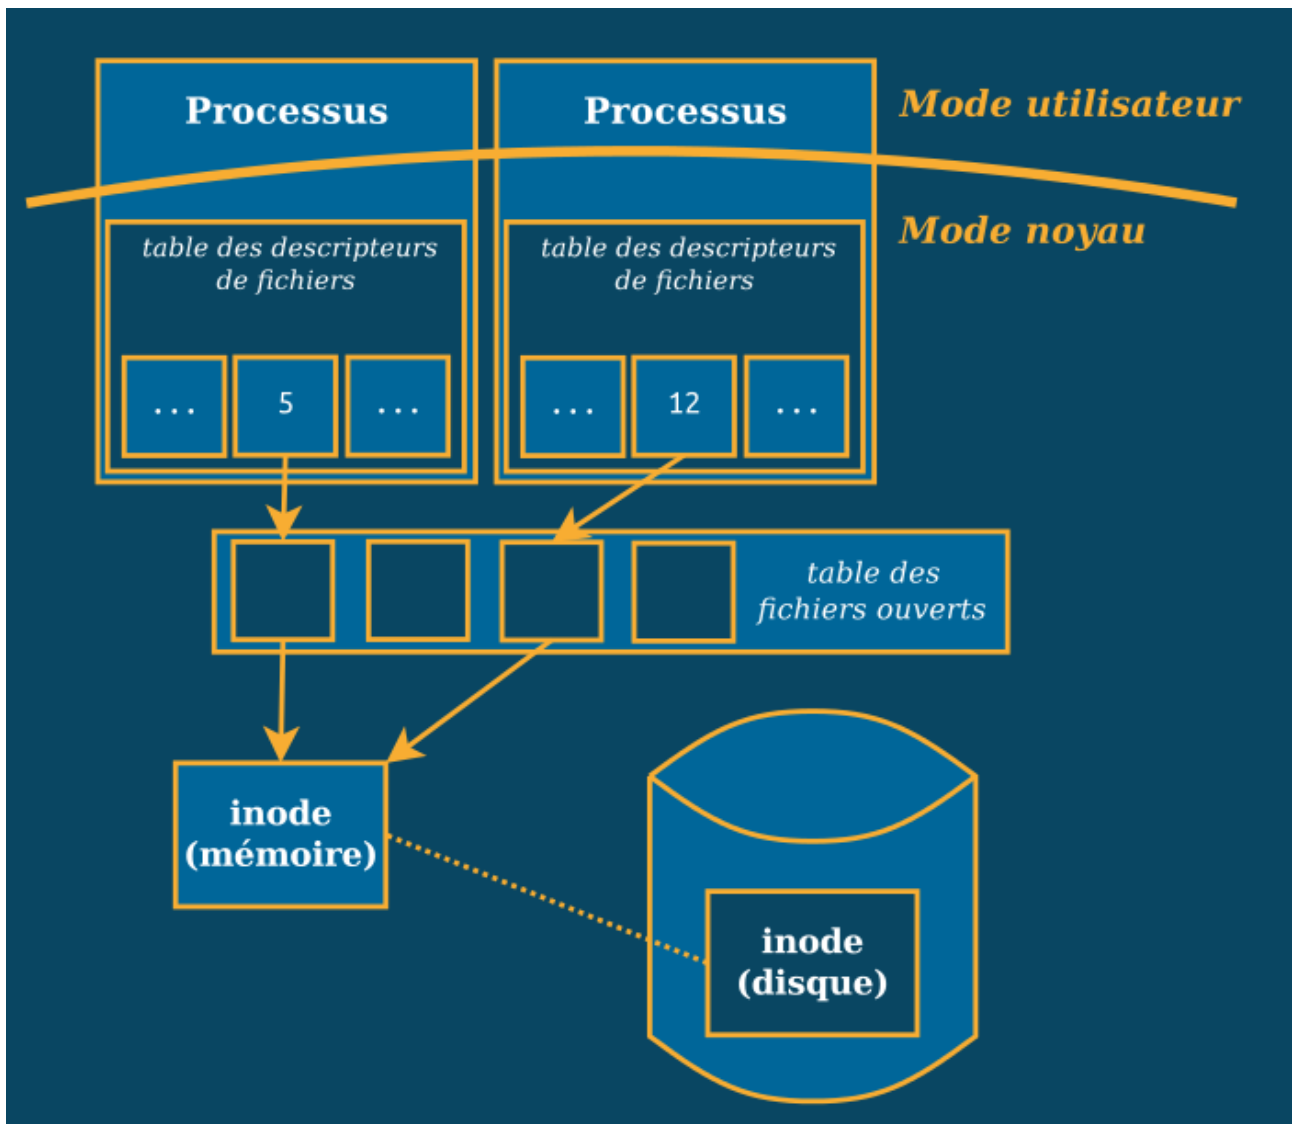 Processus
Processus
Mode utilisateur
Mode noyau
table des descripteurs
de fichiers
table des descripteurs
de fichiers
... 5 ...
... 12 ...
table des
fichiers ouverts
inode
(mémoire)
inode
(disque)